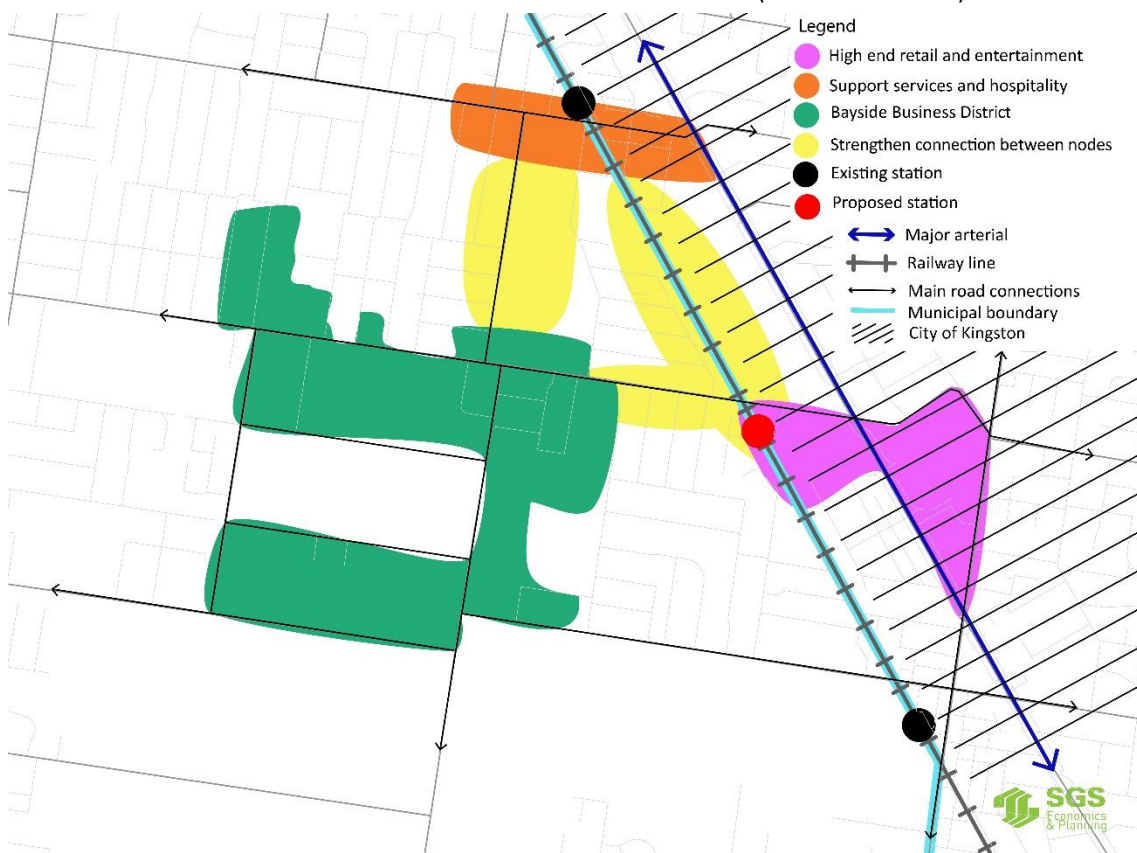 Legend
High end retail and entertainment
Support services and hospitality
Bayside Business District
Strengthen connection between nodes
Existing station
Proposed station
Major arterial
Railway line
Main road connections
Municipal boundary
City of Kingston
SGS
Economics
& Planning